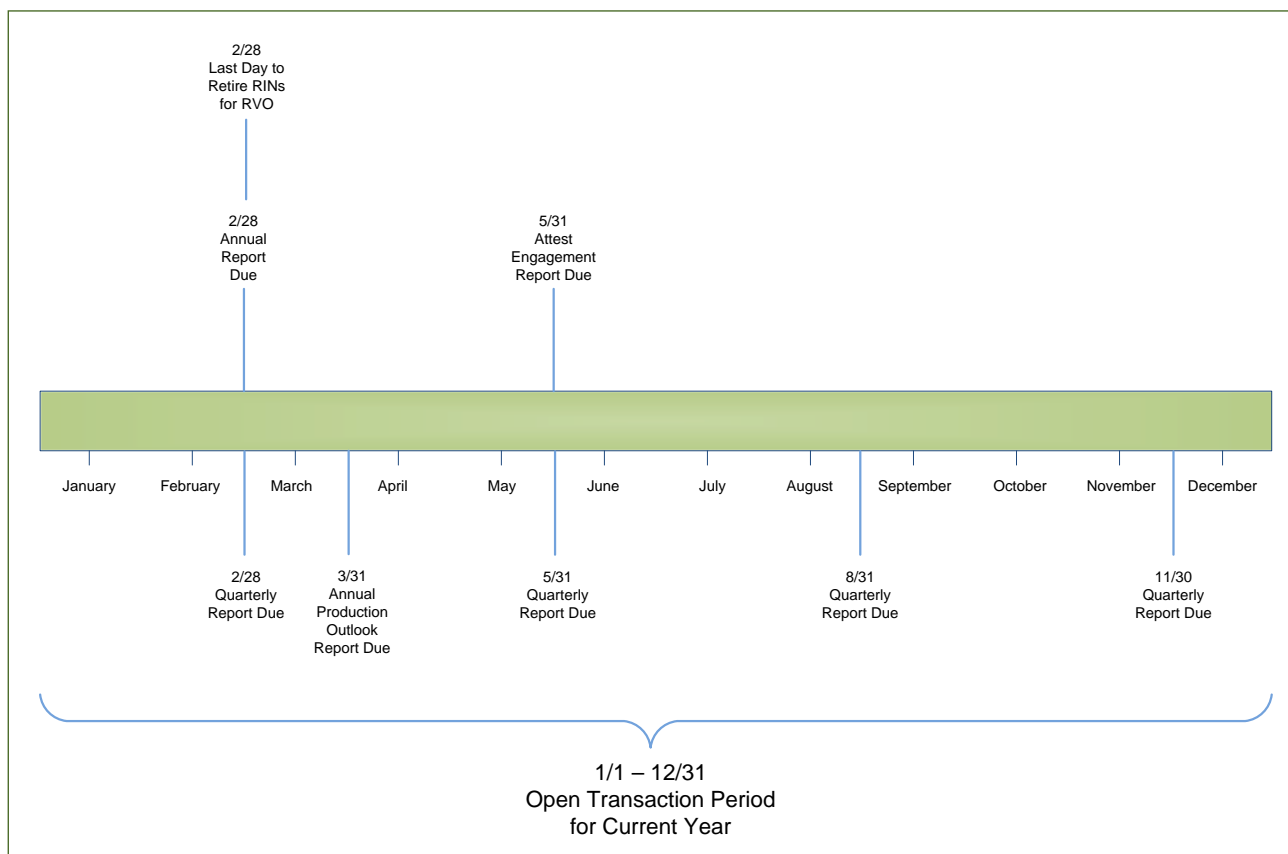 2/28
Last Day to
Retire RINs
for RVO
2/28
Annual
Report
Due
5/31
Attest
Engagement
Report Due
January
February
March
April
May
June
July
August
September
October
November
December
2/28
Quarterly
Report Due
3/31
Annual
Production
Outlook
Report Due
5/31
Quarterly
Report Due
8/31
Quarterly
Report Due
11/30
Quarterly
Report Due
1/1 – 12/31
Open Transaction Period
for Current Year